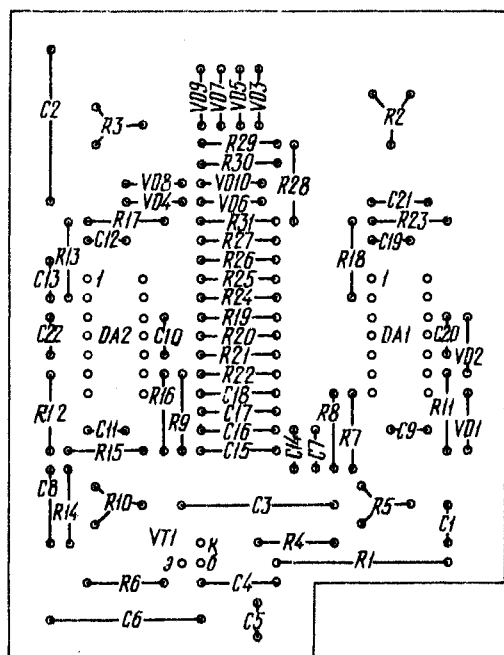 C2
R3
VD9
VD7
VD5
VD3
R2
R29
R30
R28
VD8
VD10
VD4
VD6
C21
R17
R31
R23
R13
C12
R27
R18
C19
R26
C13
1
R25
1
R24
C22
DA2
C10
R19
R20
DA1
C20
VD2
R21
R12
R16
R9
R22
C18
R8
R7
R11
VD1
C17
C11
C16
C14
C7
C9
R15
C15
C8
R14
R10
C3
R5
C1
VT1
К
R4
Э
Б
R1
R6
C4
C6
C5